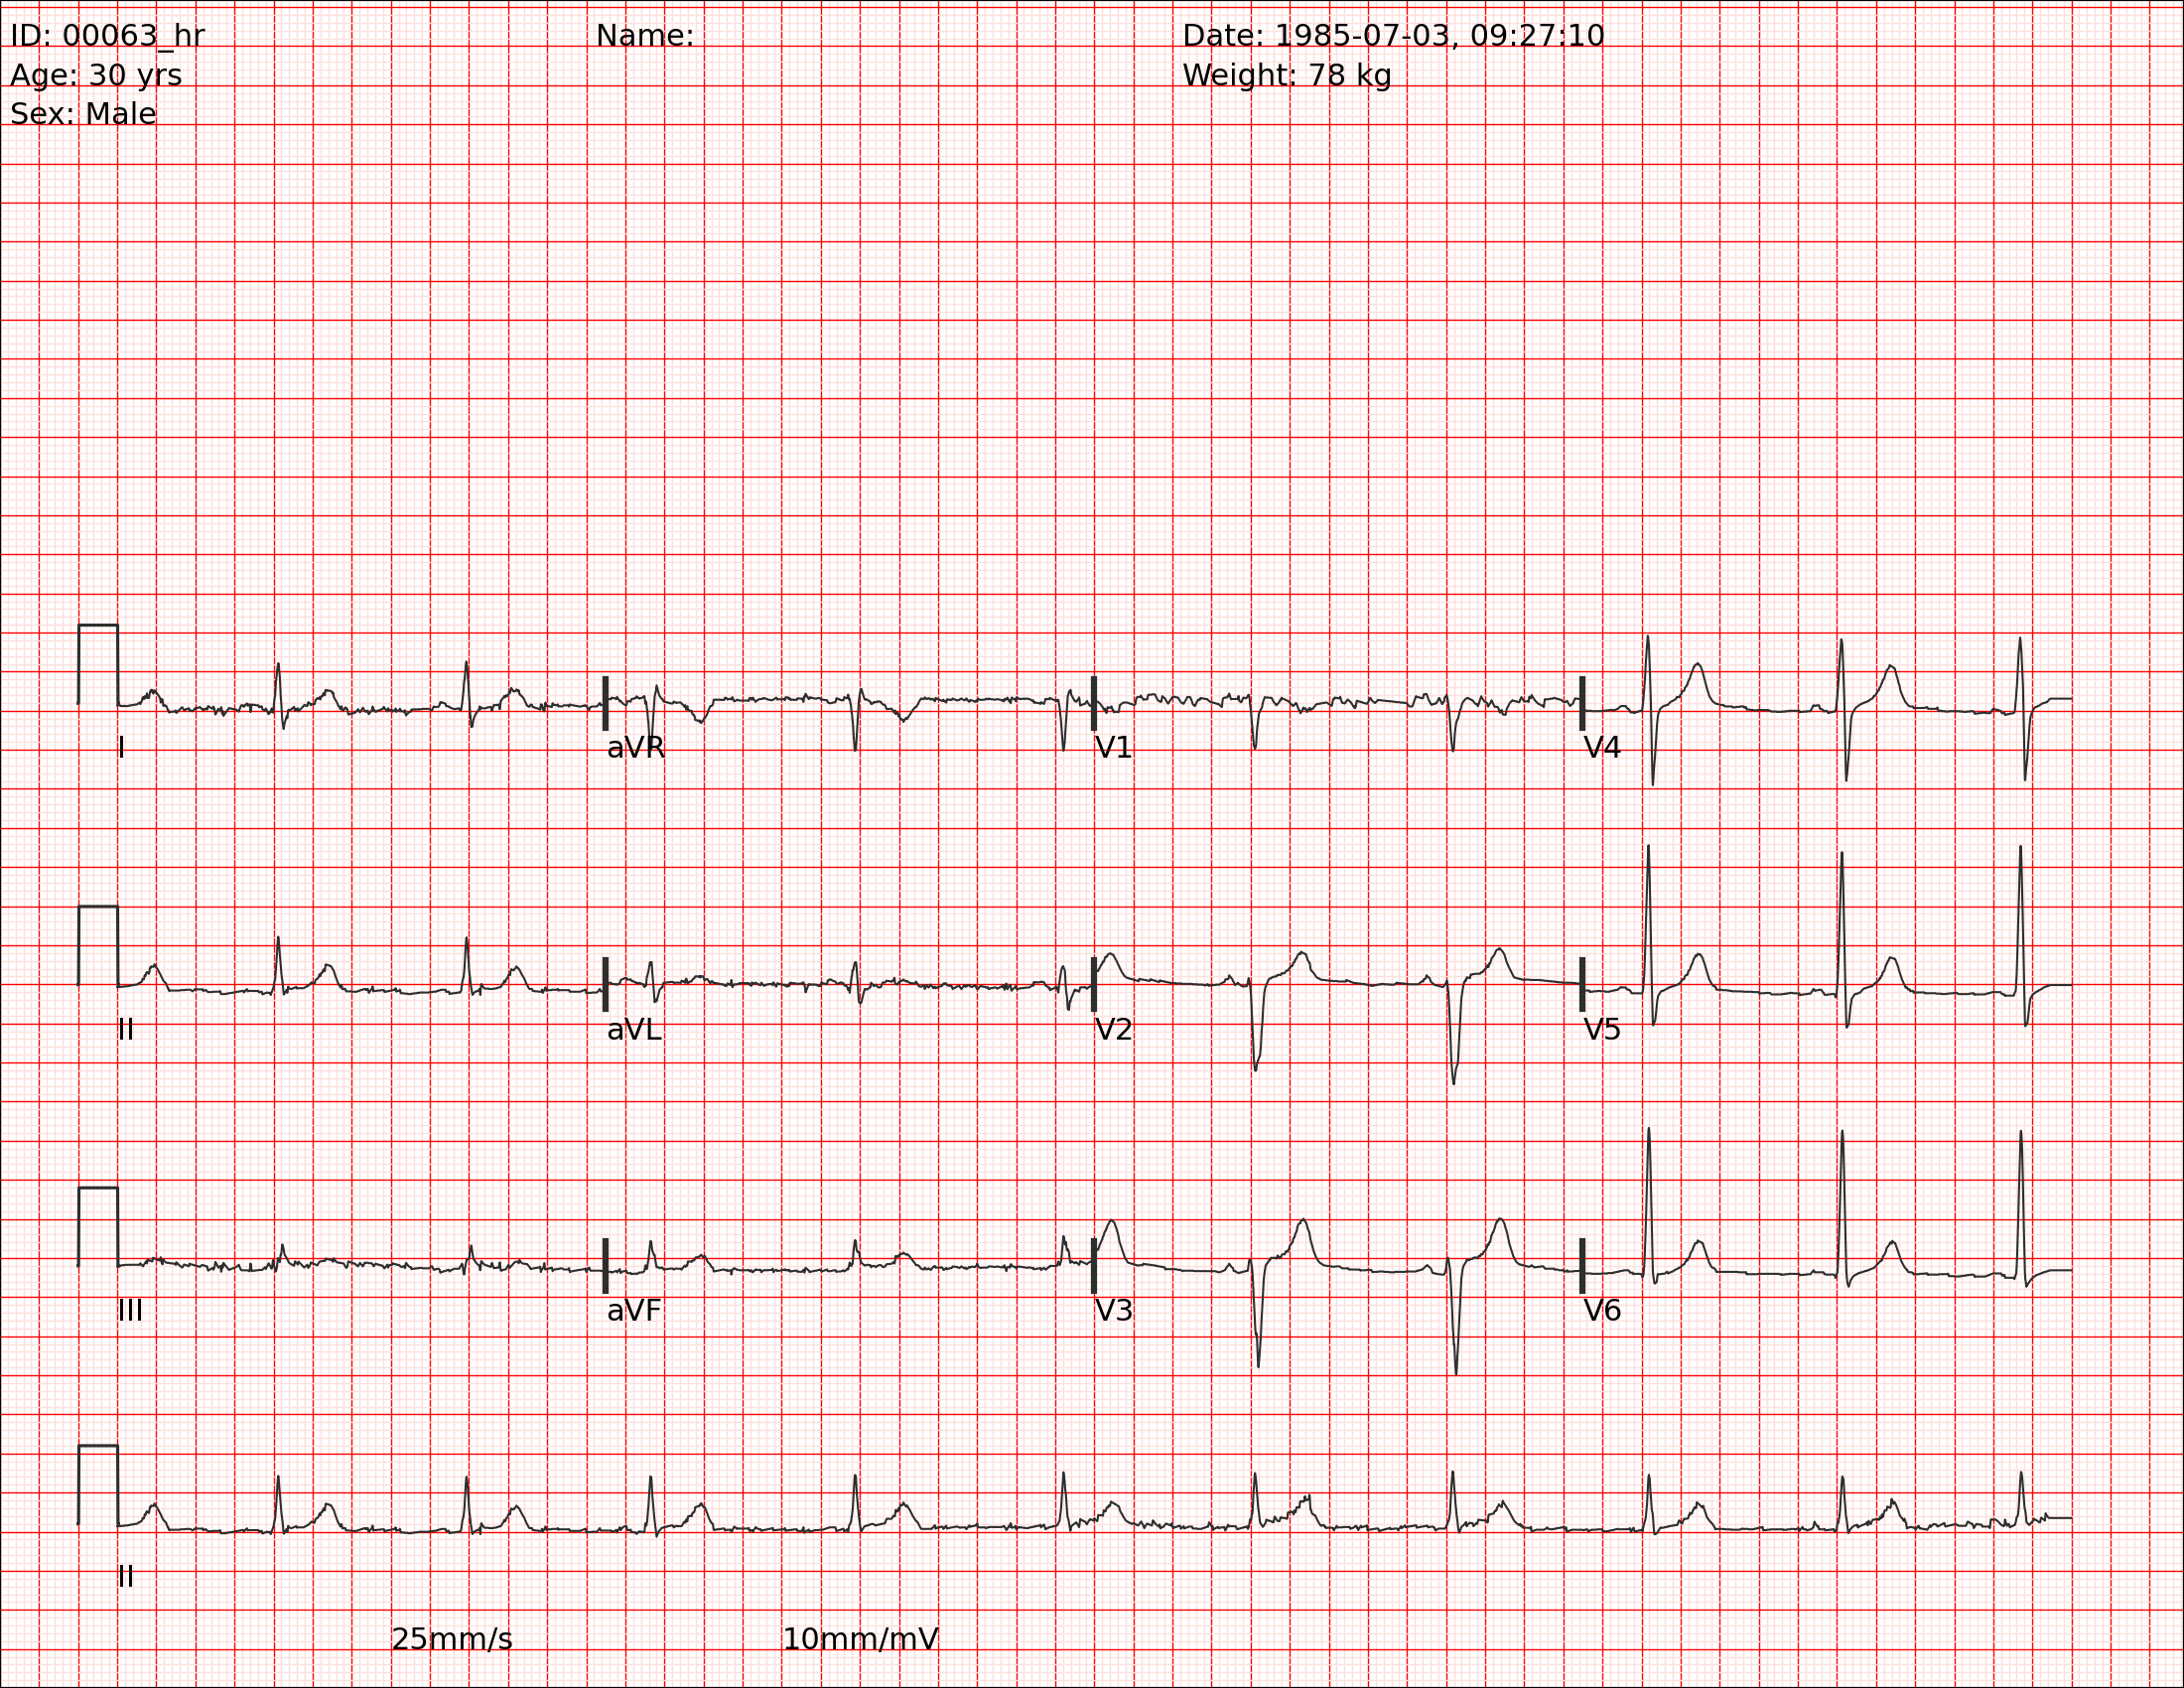 ID: 00063_hr Name: Date: 1985-07-03, 09:27:10
Age: 30 yrs Weight: 78 kg
Sex: Male
I aVR V1 V4
II aVL V2 V5
III aVF V3 V6
II
25mm/s 10mm/mV